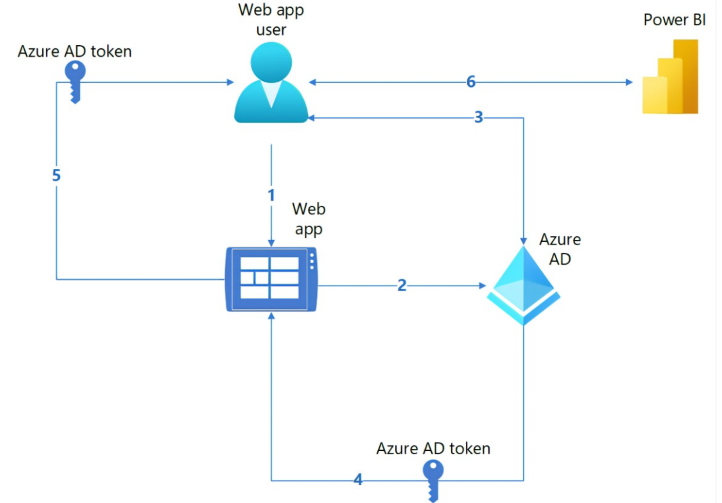 Web app
user
Power BI
Azure AD token
6
3
5
1
Web
app
Azure
AD
2
Azure AD token
4